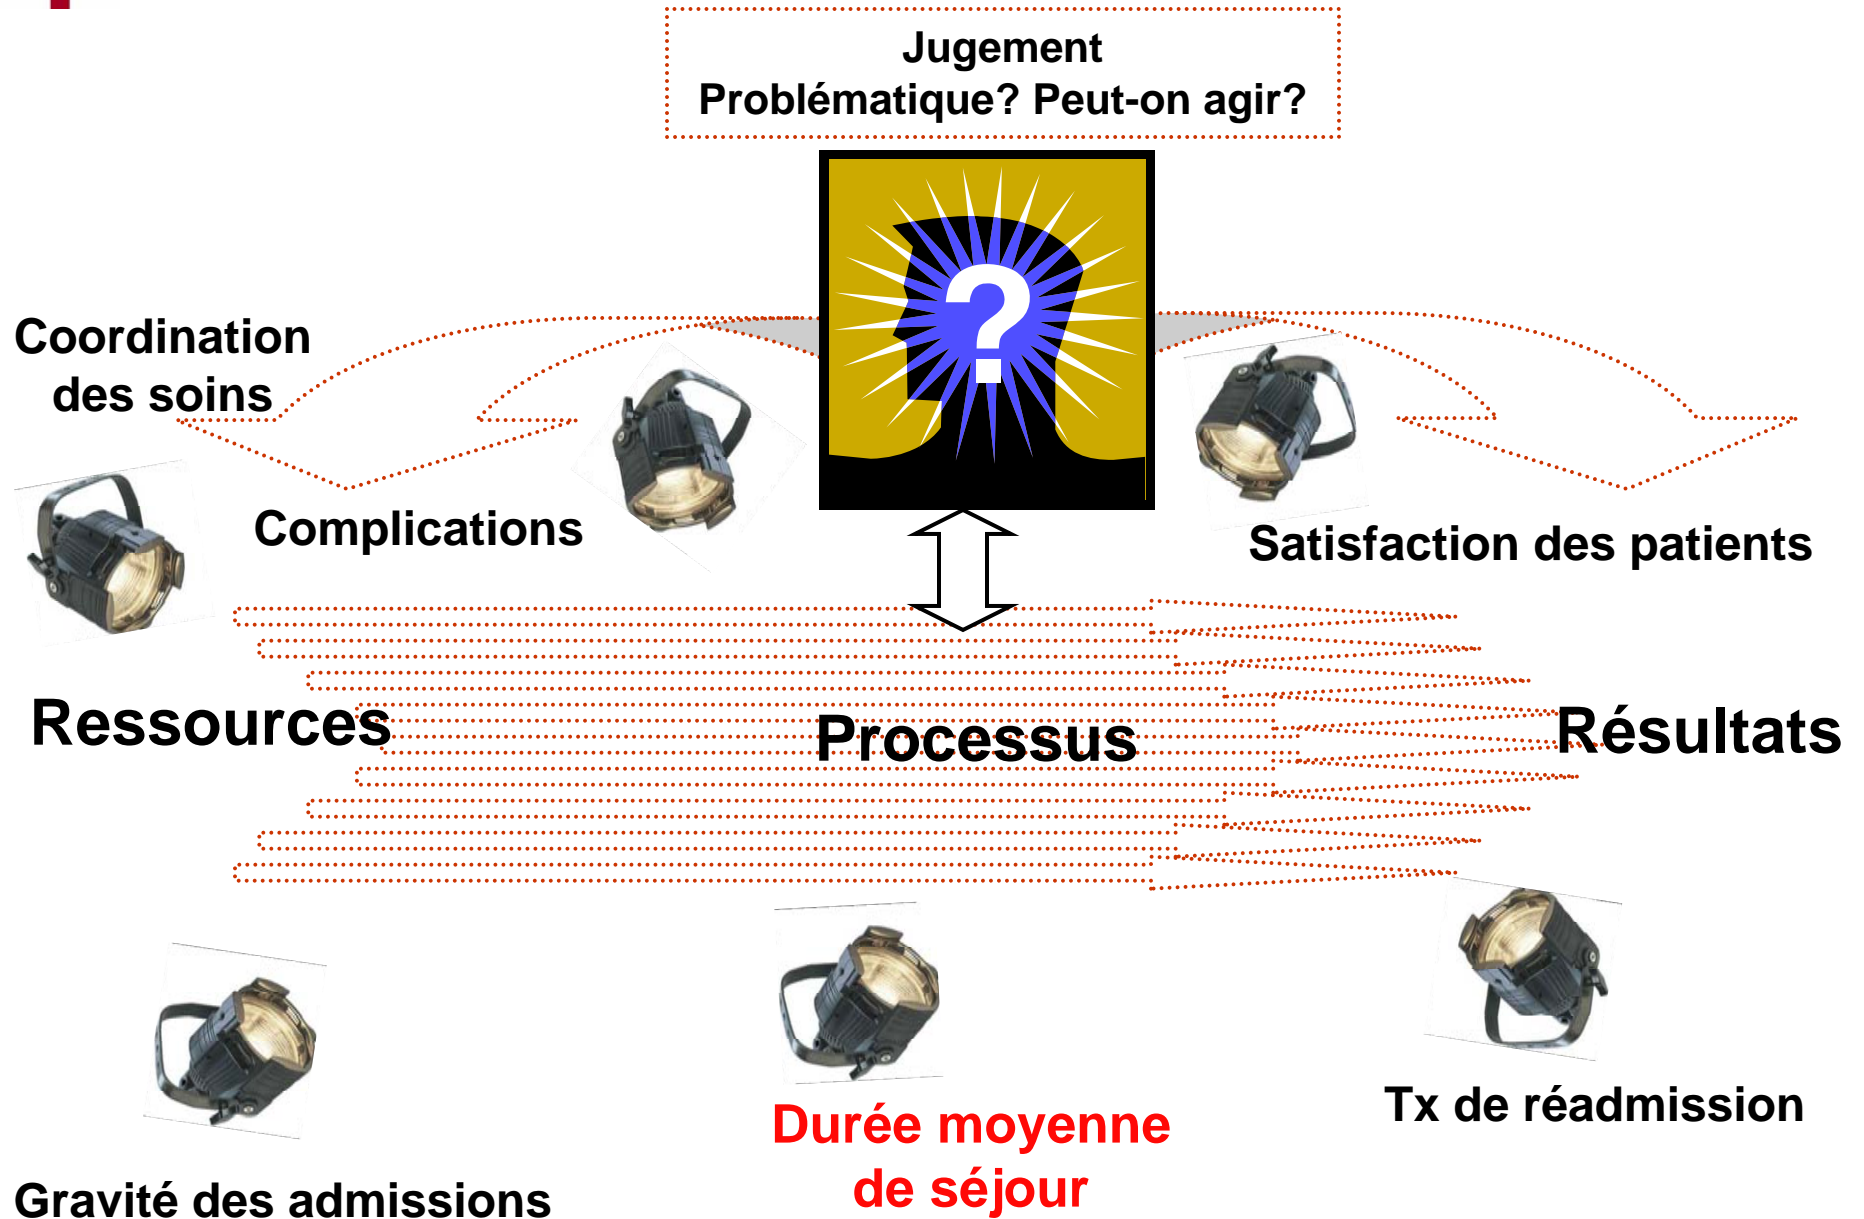 Jugement
Problématique? Peut-on agir?
?
Coordination
des soins
Complications
Satisfaction des patients
Ressources
Processus
Résultats
Tx de réadmission
Durée moyenne
de séjour
Gravité des admissions